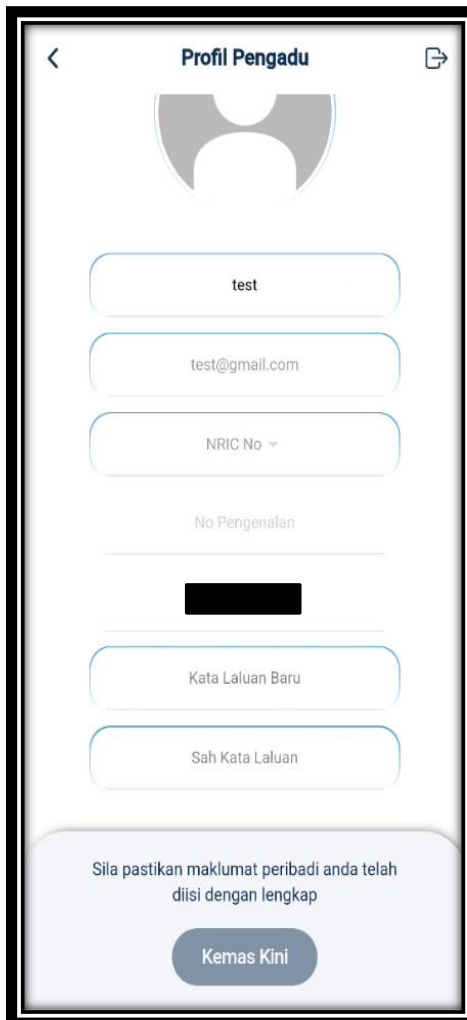 Profil Pengadu
test
test@gmail.com
NRIC No
No Pengenalan
Kata Laluan Baru
Sah Kata Laluan
Sila pastikan maklumat peribadi anda telah
diisi dengan lengkap
Kemas Kini